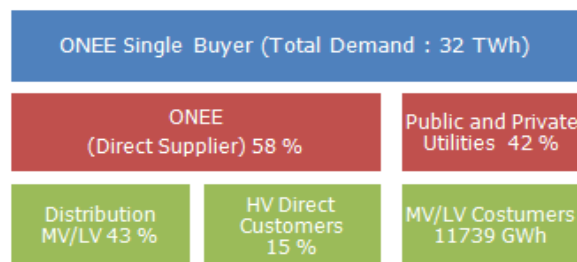 ONEE Single Buyer (Total Demand : 32 TWh)
ONEE
(Direct Supplier) 58 %
Public and Private
Utilities 42 %
Distribution
MV/LV 43 %
HV Direct
Customers
15 %
MV/LV Costumers
11739 GWh